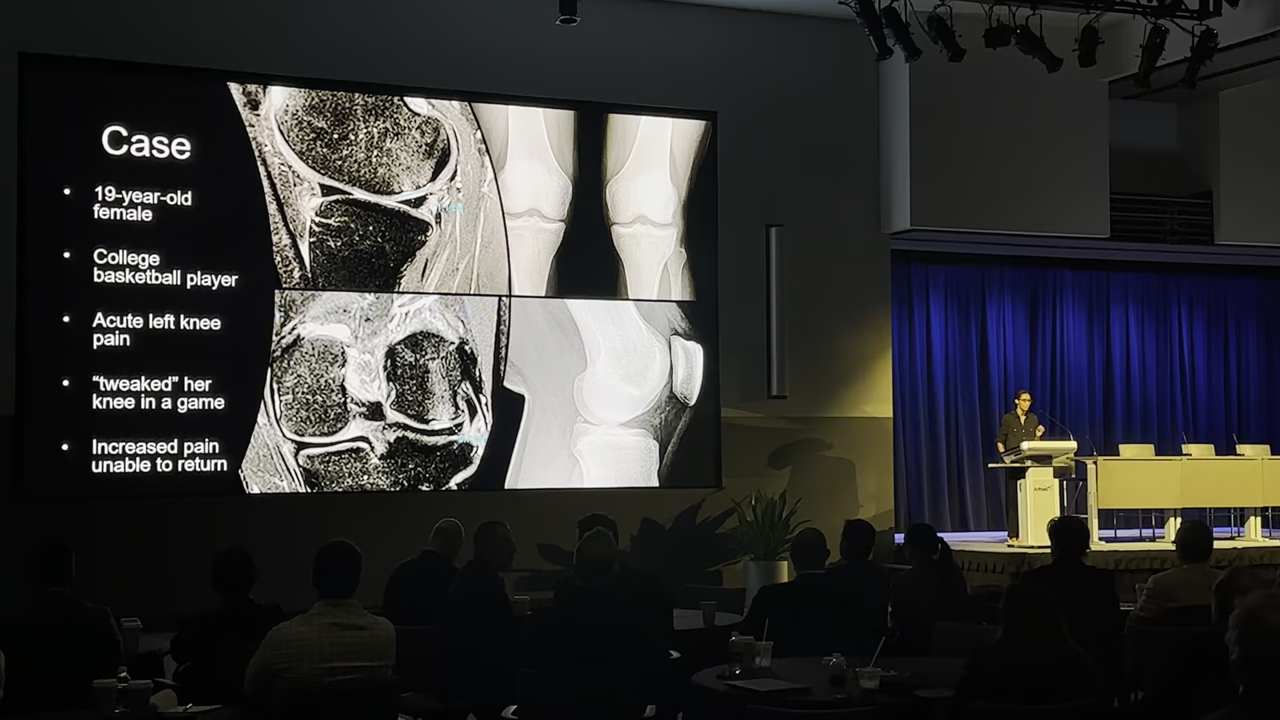 Case
19-year-old
female
College
basketball player
Acute left knee
pain
“tweaked” her
knee in a game
Increased pain
unable to return
Arthrex